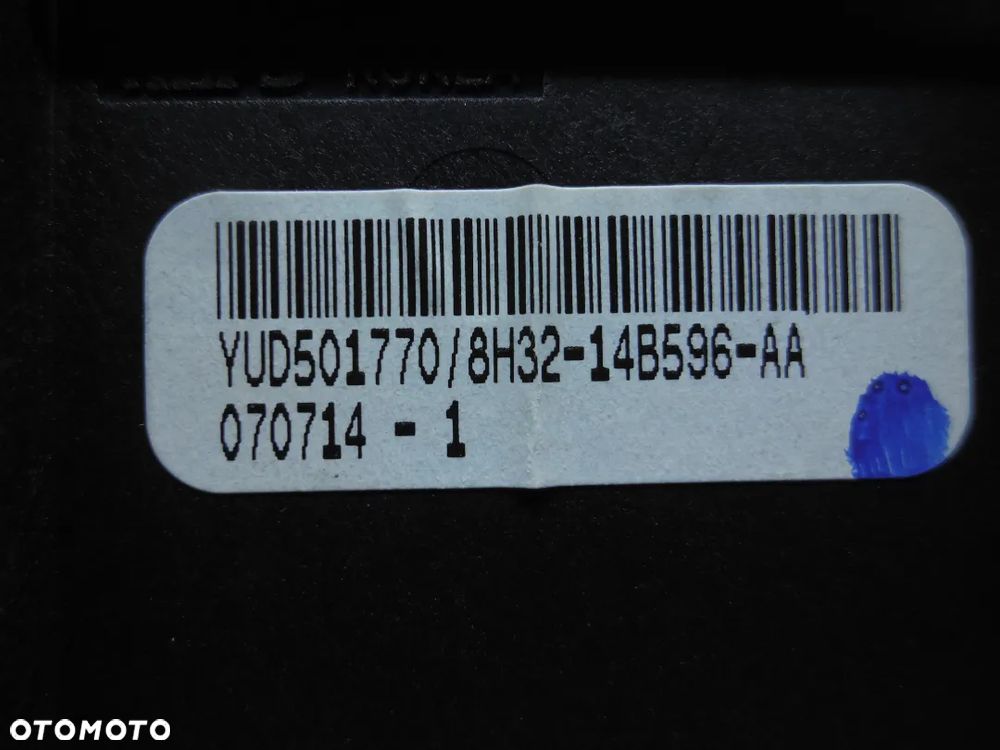 YUD501770/8H32-14B596-AA
070714 - 1
OTOMOTO